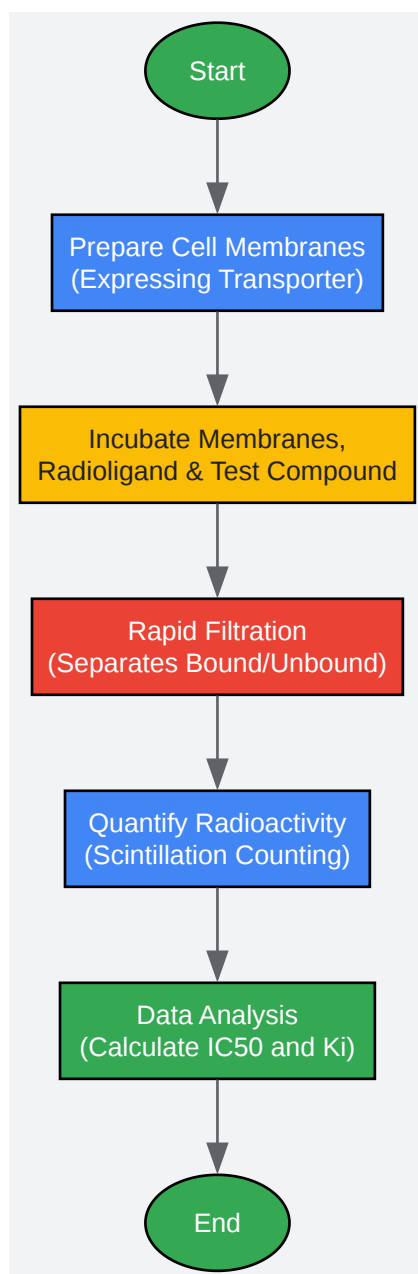 Start
Prepare Cell Membranes
(Expressing Transporter)
Incubate Membranes,
Radioligand & Test Compound
Rapid Filtration
(Separates Bound/Unbound)
Quantify Radioactivity
(Scintillation Counting)
Data Analysis
(Calculate IC50 and Ki)
End